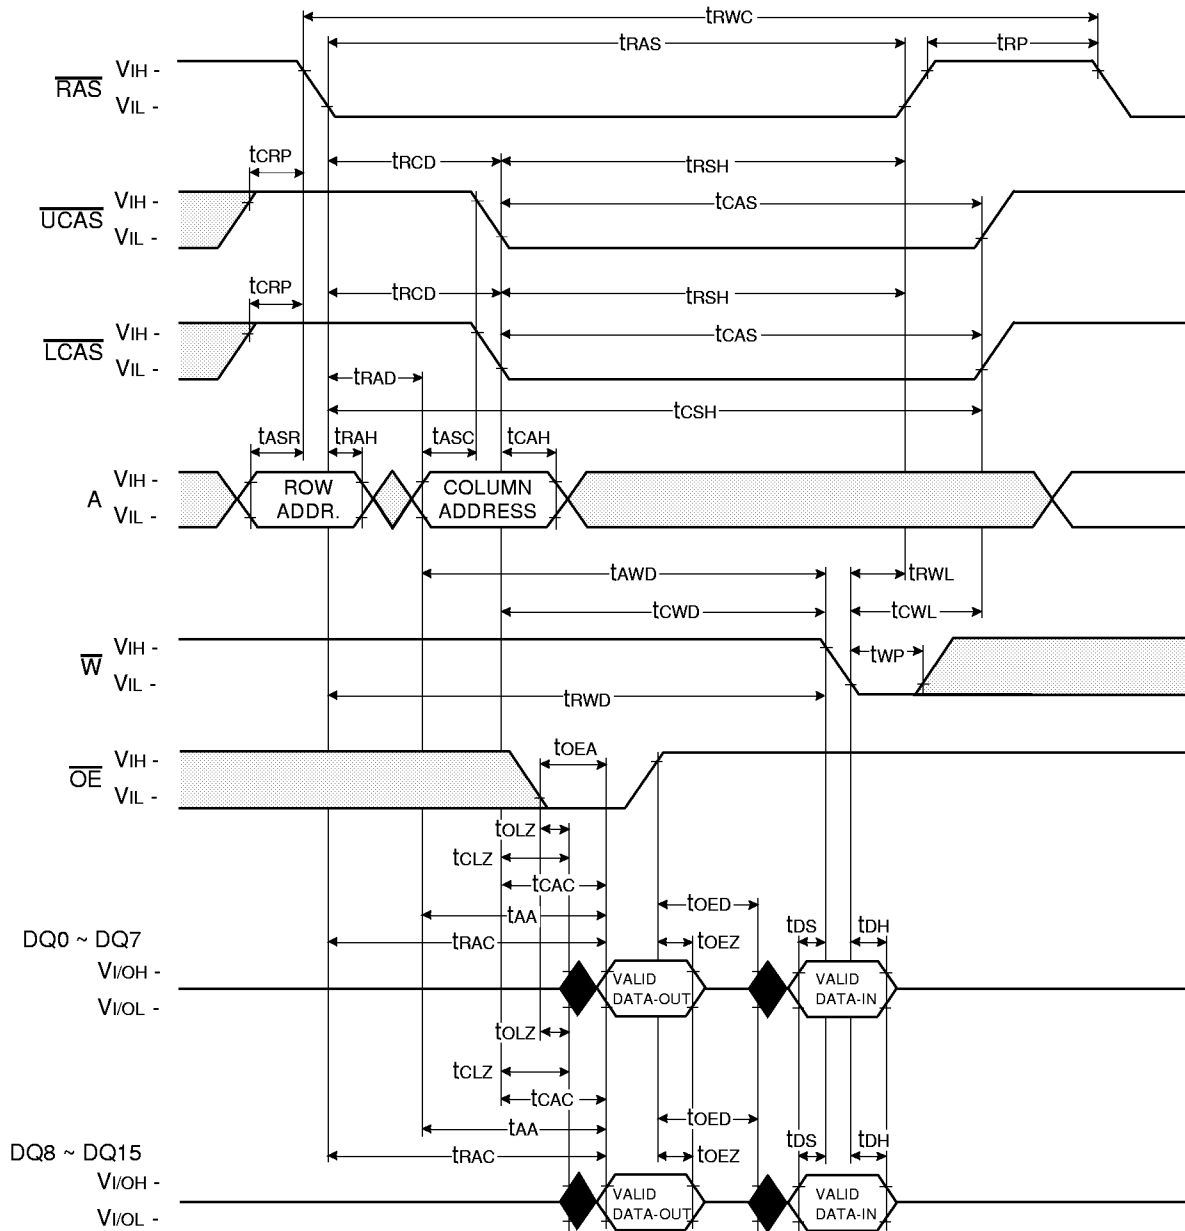 tRWC
tRAS tRP
RAS VIH -
VIL -
tCRP tRCD tRSH
UCAS VIH - tCAS
VIL -
tCRP tRCD tRSH
LCAS VIH - tCAS
VIL - tRAD
tCSH
tASR tRAH tASC tCAH
A VIH - ROW COLUMN
VIL - ADDR. ADDRESS
tAWD tRWL
tCWD tCWL
W VIH - tWP
VIL -
tRWD
OE VIH - tOEA
VIL -
tOLZ
tCLZ
tCAC
tOED
tAA
DQ0 ~ DQ7 tRAC tOEZ tDS tDH
VI/OH - VALID VALID
VI/OL - DATA-OUT DATA-IN
tOLZ
tCLZ
tCAC
tOED
tAA
DQ8 ~ DQ15 tRAC tOEZ tDS tDH
VI/OH - VALID VALID
VI/OL - DATA-OUT DATA-IN